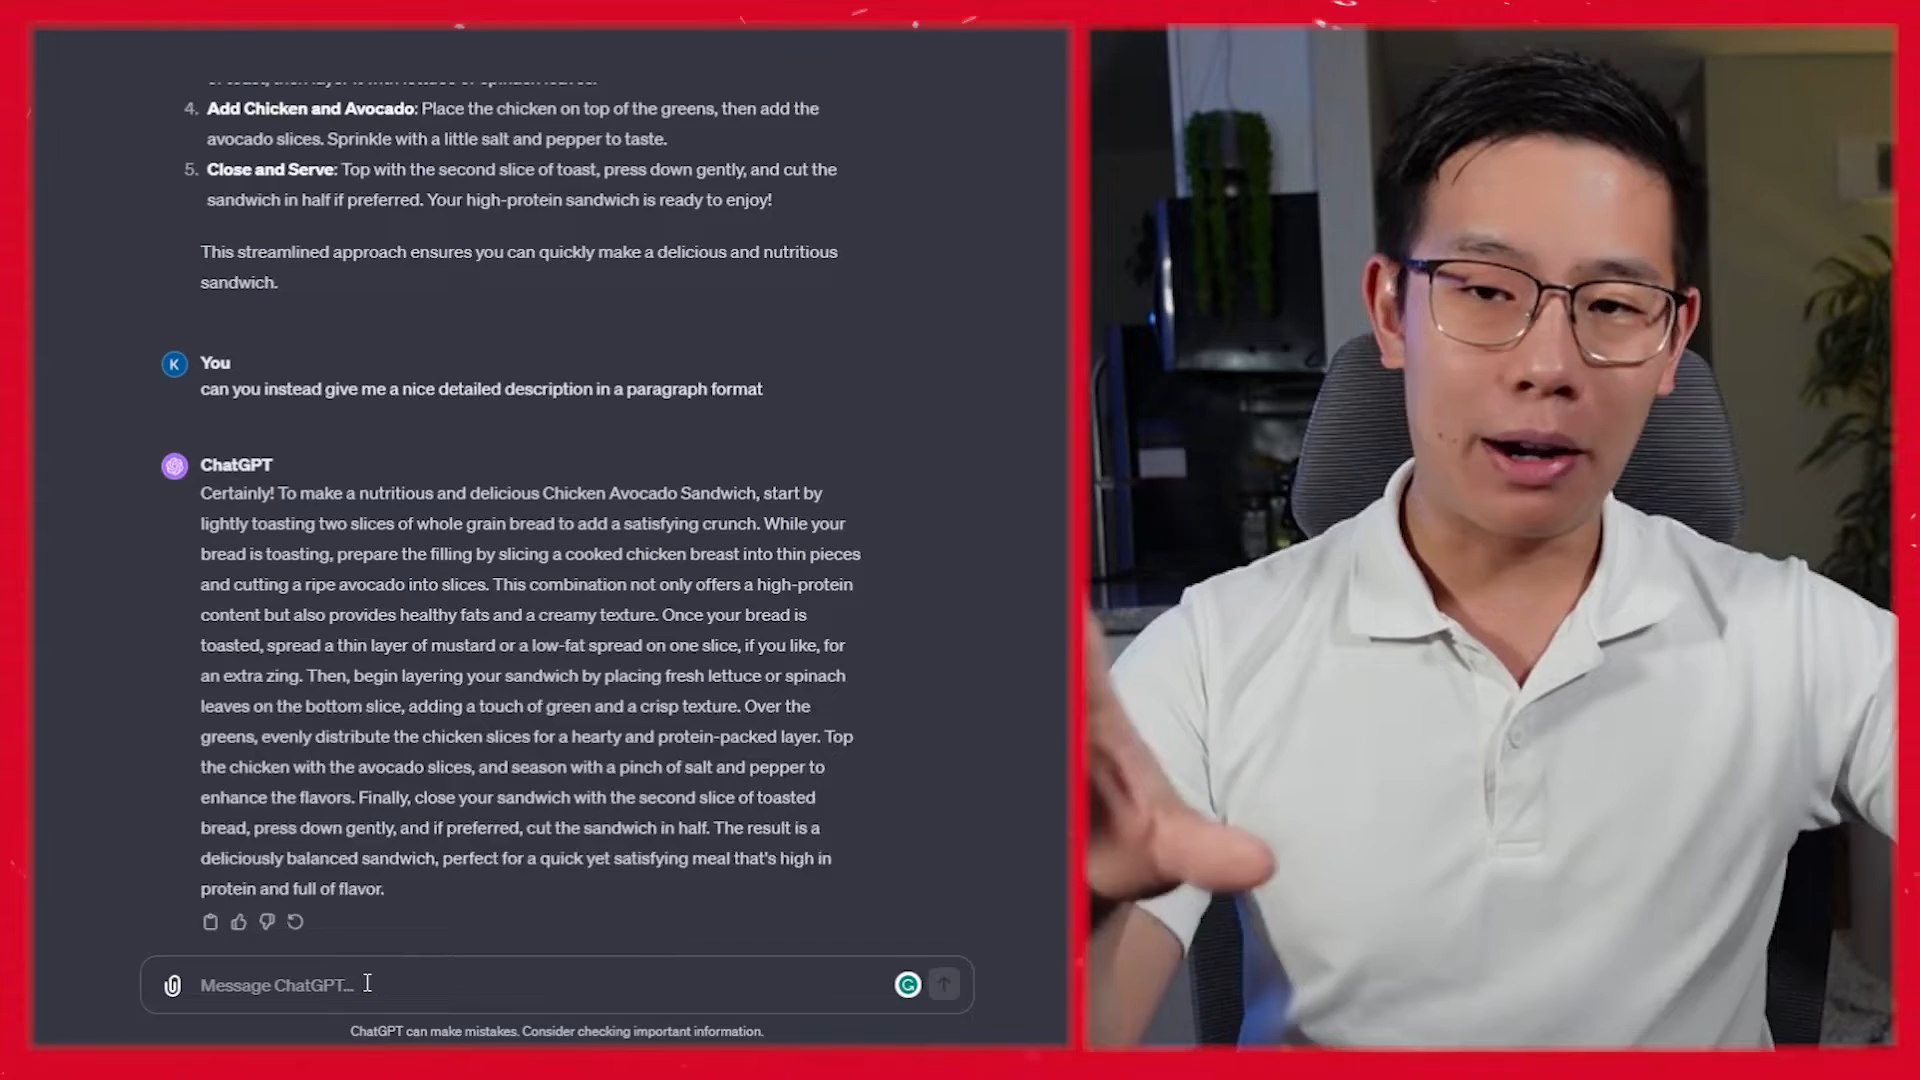 4. Add Chicken and Avocado: Place the chicken on top of the greens, then add the
avocado slices. Sprinkle with a little salt and pepper to taste.
5. Close and Serve: Top with the second slice of toast, press down gently, and cut the
sandwich in half if preferred. Your high-protein sandwich is ready to enjoy!
This streamlined approach ensures you can quickly make a delicious and nutritious
sandwich.
K You
can you instead give me a nice detailed description in a paragraph format
ChatGPT
Certainly! To make a nutritious and delicious Chicken Avocado Sandwich, start by
lightly toasting two slices of whole grain bread to add a satisfying crunch. While your
bread is toasting, prepare the filling by slicing a cooked chicken breast into thin pieces
and cutting a ripe avocado into slices. This combination not only offers a high-protein
content but also provides healthy fats and a creamy texture. Once your bread is
toasted, spread a thin layer of mustard or a low-fat spread on one slice, if you like, for
an extra zing. Then, begin layering your sandwich by placing fresh lettuce or spinach
leaves on the bottom slice, adding a touch of green and a crisp texture. Over the
greens, evenly distribute the chicken slices for a hearty and protein-packed layer. Top
the chicken with the avocado slices, and season with a pinch of salt and pepper to
enhance the flavors. Finally, close your sandwich with the second slice of toasted
bread, press down gently, and if preferred, cut the sandwich in half. The result is a
deliciously balanced sandwich, perfect for a quick yet satisfying meal that's high in
protein and full of flavor.
Message ChatGPT...
ChatGPT can make mistakes. Consider checking important information.